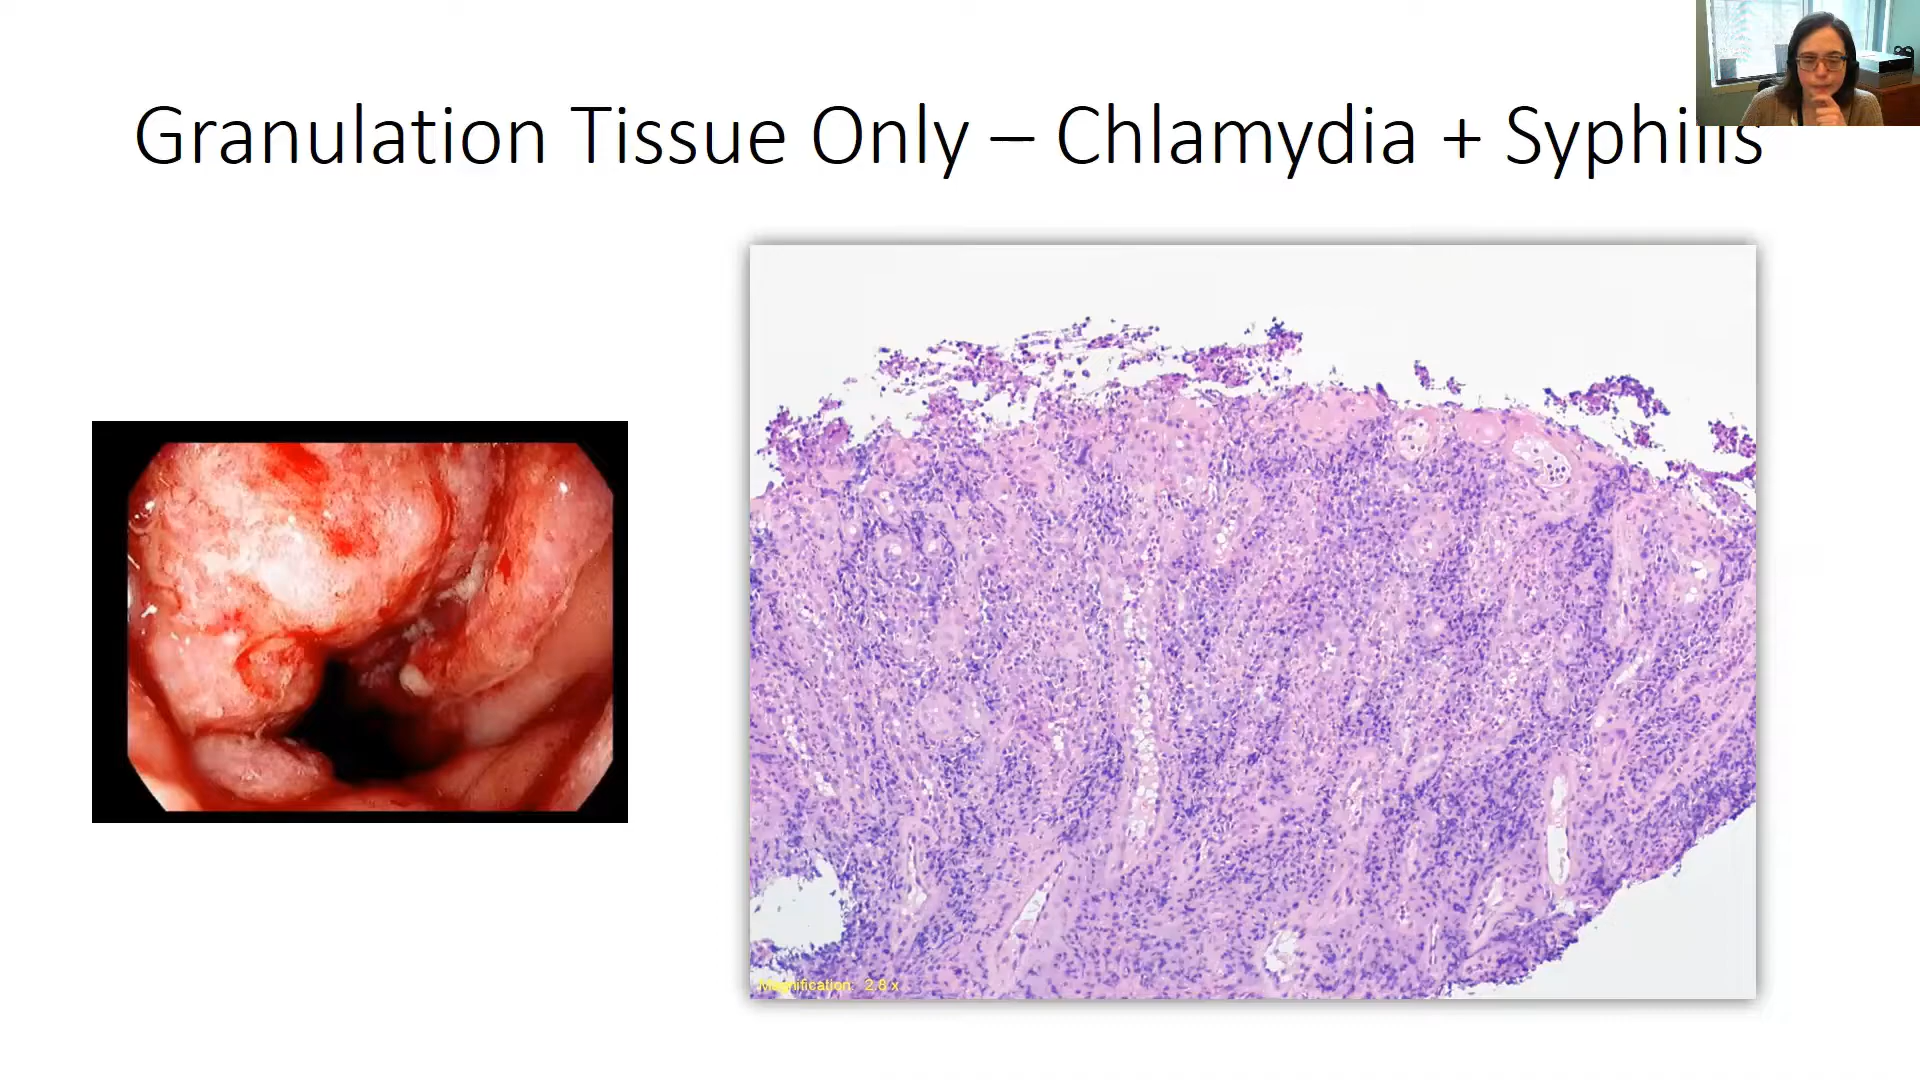 Granulation Tissue Only – Chlamydia + Syphilis
Magnification: 2.8 x